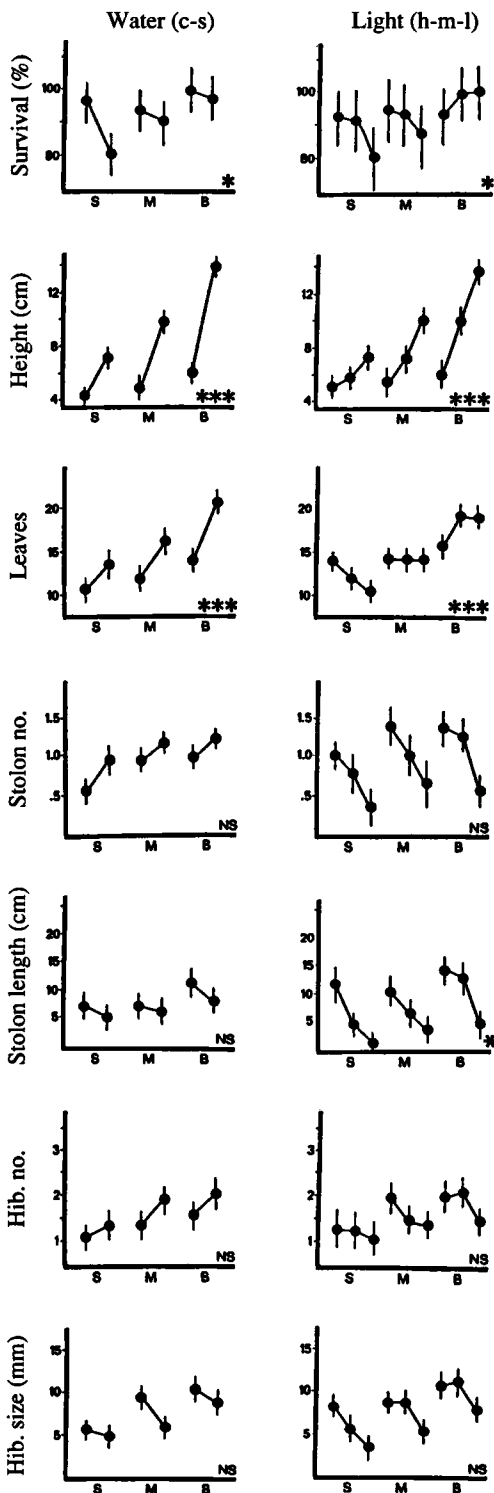 Water (c-s) Light (h-m-l)
Survival (%)
100
80
S M B
*
100
80
S M B
*
Height (cm)
12
8
4
S M B
***
12
8
4
S M B
***
Leaves
20
15
10
S M B
***
20
15
10
S M B
***
Stolon no.
1.5
1.0
.5
S M B
NS
1.5
1.0
.5
S M B
NS
Stolon length (cm)
20
15
10
5
S M B
NS
20
15
10
5
S M B
*
Hib. no.
3
2
1
S M B
NS
3
2
1
S M B
NS
Hib. size (mm)
15
10
5
S M B
NS
15
10
5
S M B
NS